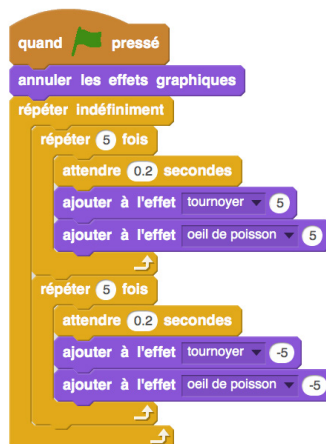 quand pressé
annuler les effets graphiques
répéter indéfiniment
répéter 5 fois
attendre 0.2 secondes
ajouter à l'effet tournoyer 5
ajouter à l'effet oeil de poisson 5
répéter 5 fois
attendre 0.2 secondes
ajouter à l'effet tournoyer -5
ajouter à l'effet oeil de poisson -5